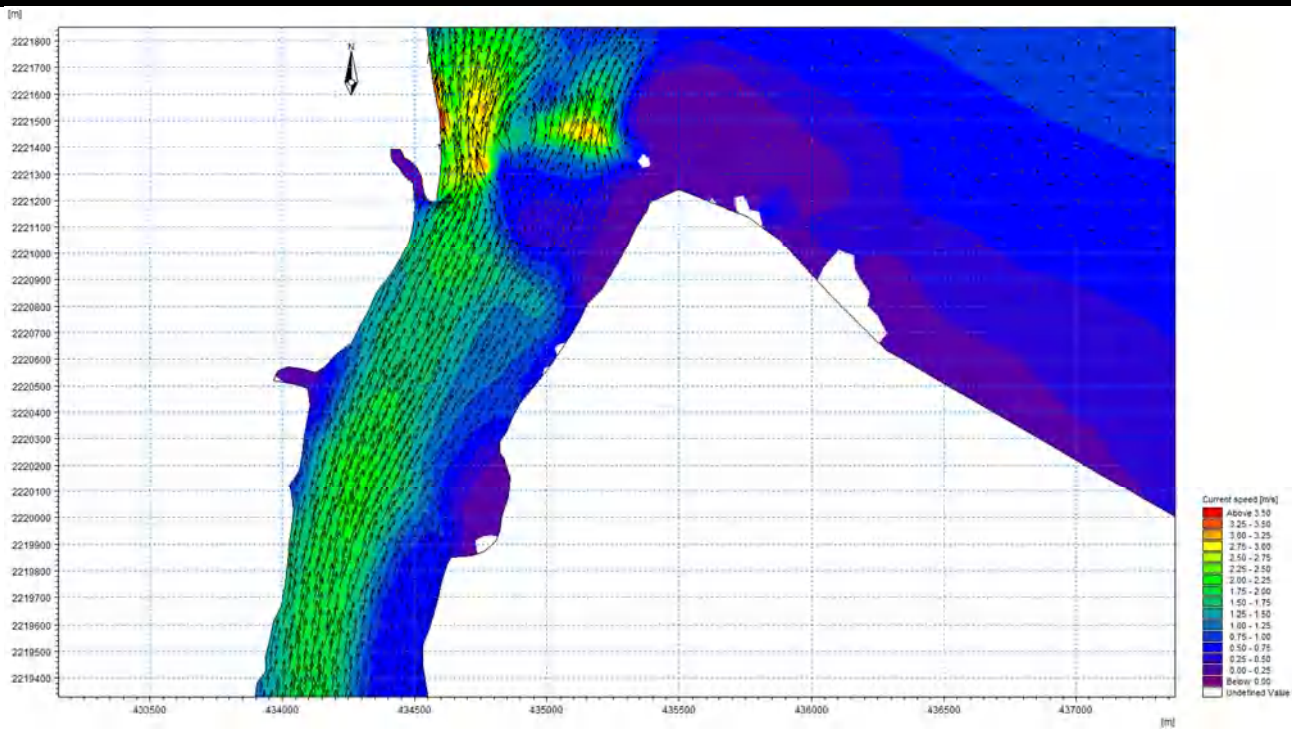 [m]
N
2221800
2221700
2221600
2221500
2221400
2221300
2221200
2221100
2221000
2220900
2220800
2220700
2220600
2220500
2220400
2220300
2220200
2220100
2220000
2219900
2219800
2219700
2219600
2219500
2219400
433500
434000
434500
435000
435500
436000
436500
437000
[m]
Current speed [m/s]
Above 3.50
3.25 - 3.50
3.00 - 3.25
2.75 - 3.00
2.50 - 2.75
2.25 - 2.50
2.00 - 2.25
1.75 - 2.00
1.50 - 1.75
1.25 - 1.50
1.00 - 1.25
0.75 - 1.00
0.50 - 0.75
0.25 - 0.50
0.00 - 0.25
Below 0.00
Undefined Value